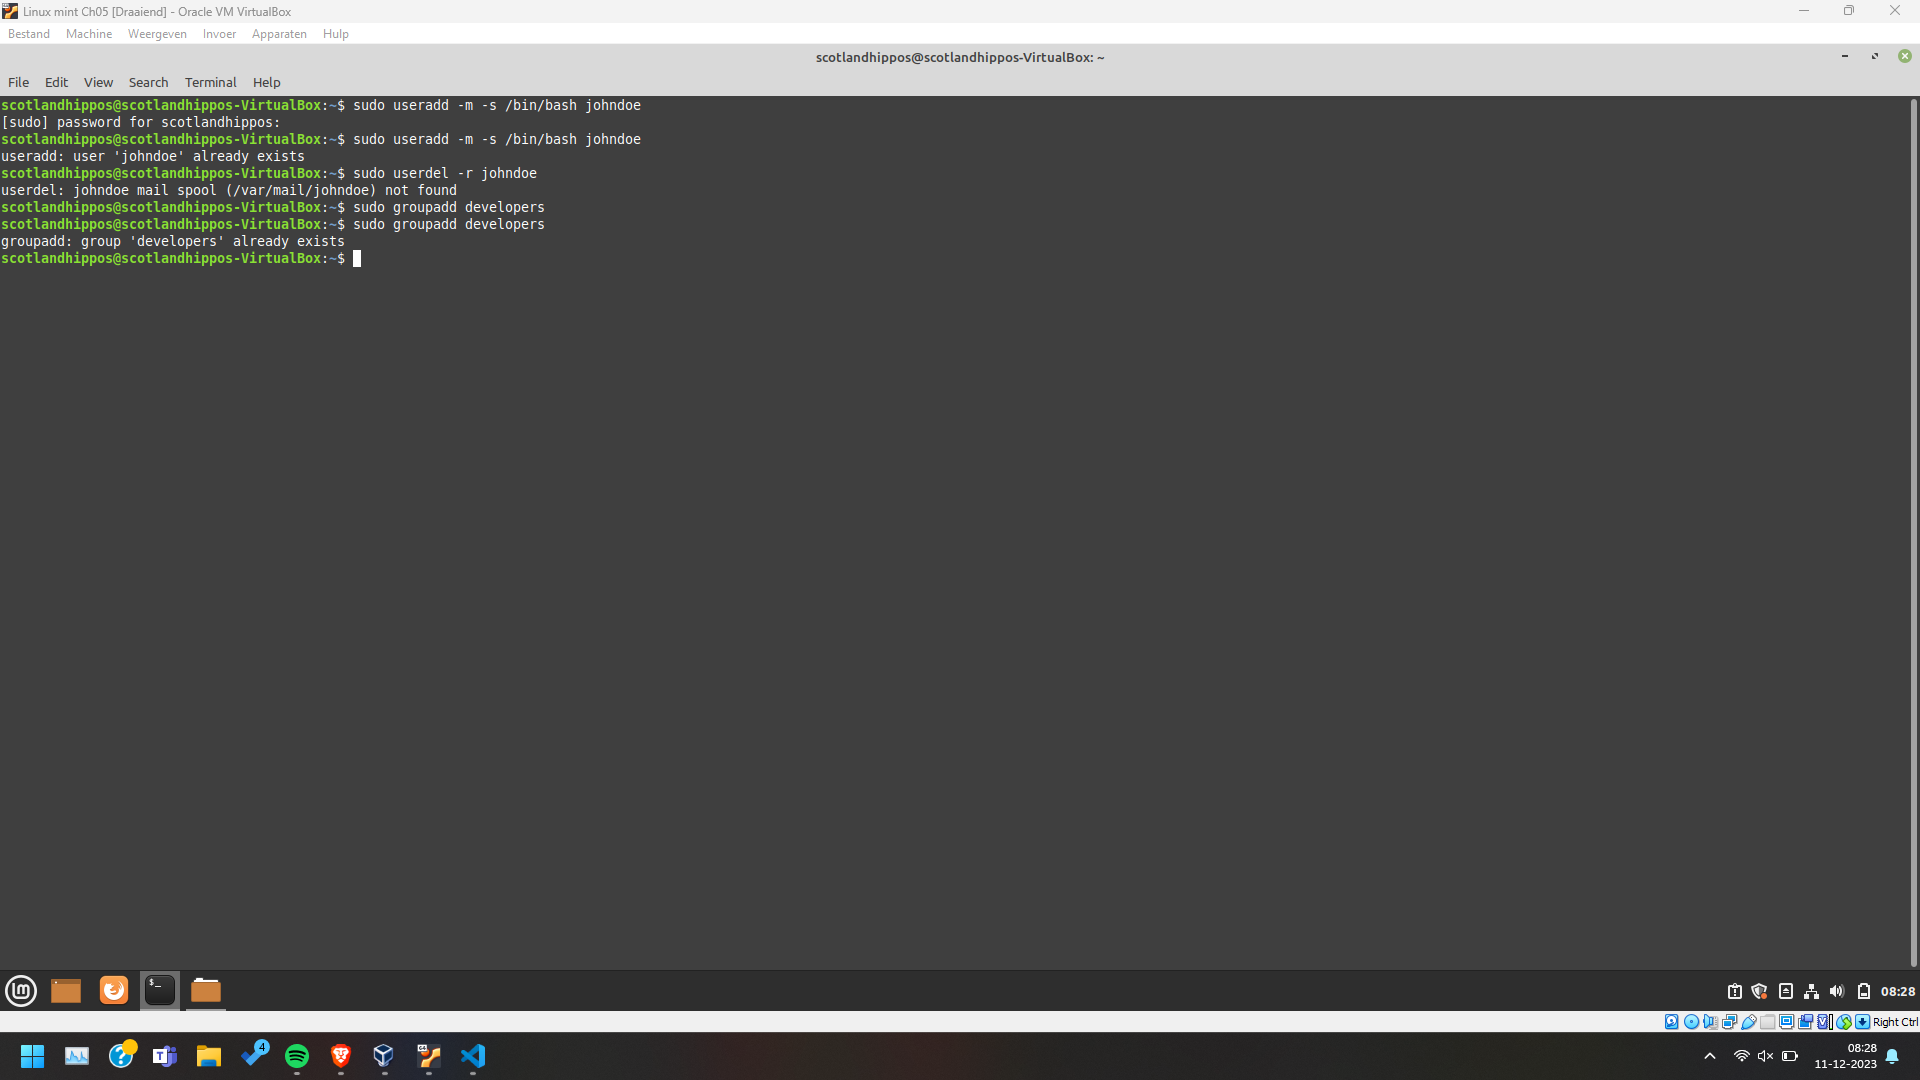 Linux mint Ch05 [Draaiend] - Oracle VM VirtualBox
Bestand Machine Weergeven Invoer Apparaten Hulp
scotlandhippos@scotlandhippos-VirtualBox: ~
File Edit View Search Terminal Help
scotlandhippos@scotlandhippos-VirtualBox:~$ sudo useradd -m -s /bin/bash johndoe
[sudo] password for scotlandhippos:
scotlandhippos@scotlandhippos-VirtualBox:~$ sudo useradd -m -s /bin/bash johndoe
useradd: user 'johndoe' already exists
scotlandhippos@scotlandhippos-VirtualBox:~$ sudo userdel -r johndoe
userdel: johndoe mail spool (/var/mail/johndoe) not found
scotlandhippos@scotlandhippos-VirtualBox:~$ sudo groupadd developers
scotlandhippos@scotlandhippos-VirtualBox:~$ sudo groupadd developers
groupadd: group 'developers' already exists
scotlandhippos@scotlandhippos-VirtualBox:~$
08:28
Right Ctrl
4
08:28
11-12-2023